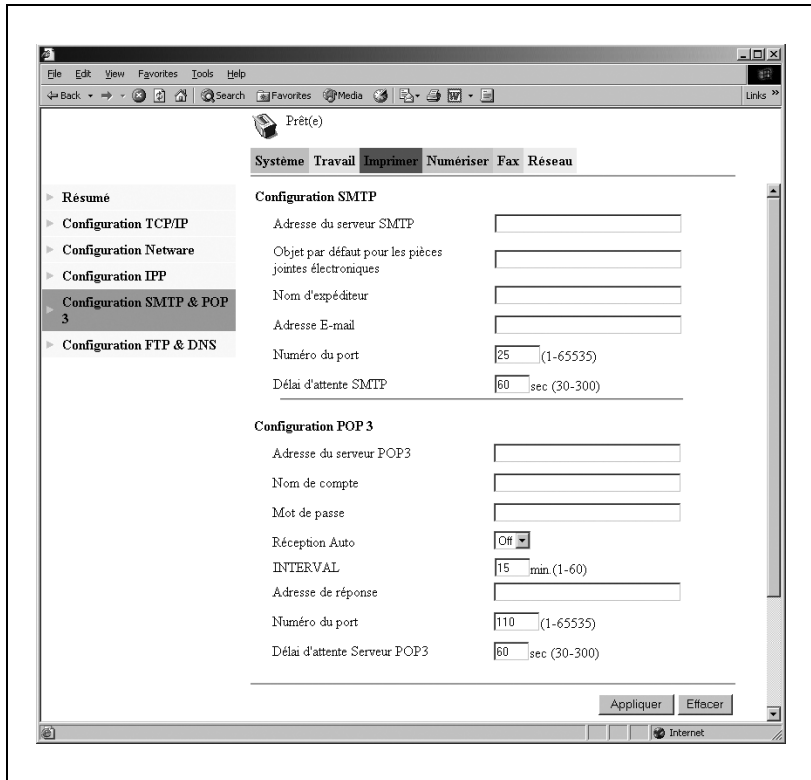 File Edit View Favorites Tools Help
Back Search Favorites Media Links »
Prêt(e)
Système Travail Imprimer Numériser Fax Réseau
Résumé
Configuration TCP/IP
Configuration Netware
Configuration IPP
Configuration SMTP & POP
3
Configuration FTP & DNS
Configuration SMTP
Adresse du serveur SMTP
Objet par défaut pour les pièces
jointes électroniques
Nom d'expéditeur
Adresse E-mail
Numéro du port 25 (1-65535)
Délai d'attente SMTP 60 sec (30-300)
Configuration POP 3
Adresse du serveur POP3
Nom de compte
Mot de passe
Réception Auto Off
INTERVAL 15 min.(1-60)
Adresse de réponse
Numéro du port 110 (1-65535)
Délai d'attente Serveur POP3 60 sec (30-300)
Appliquer Effacer
Internet